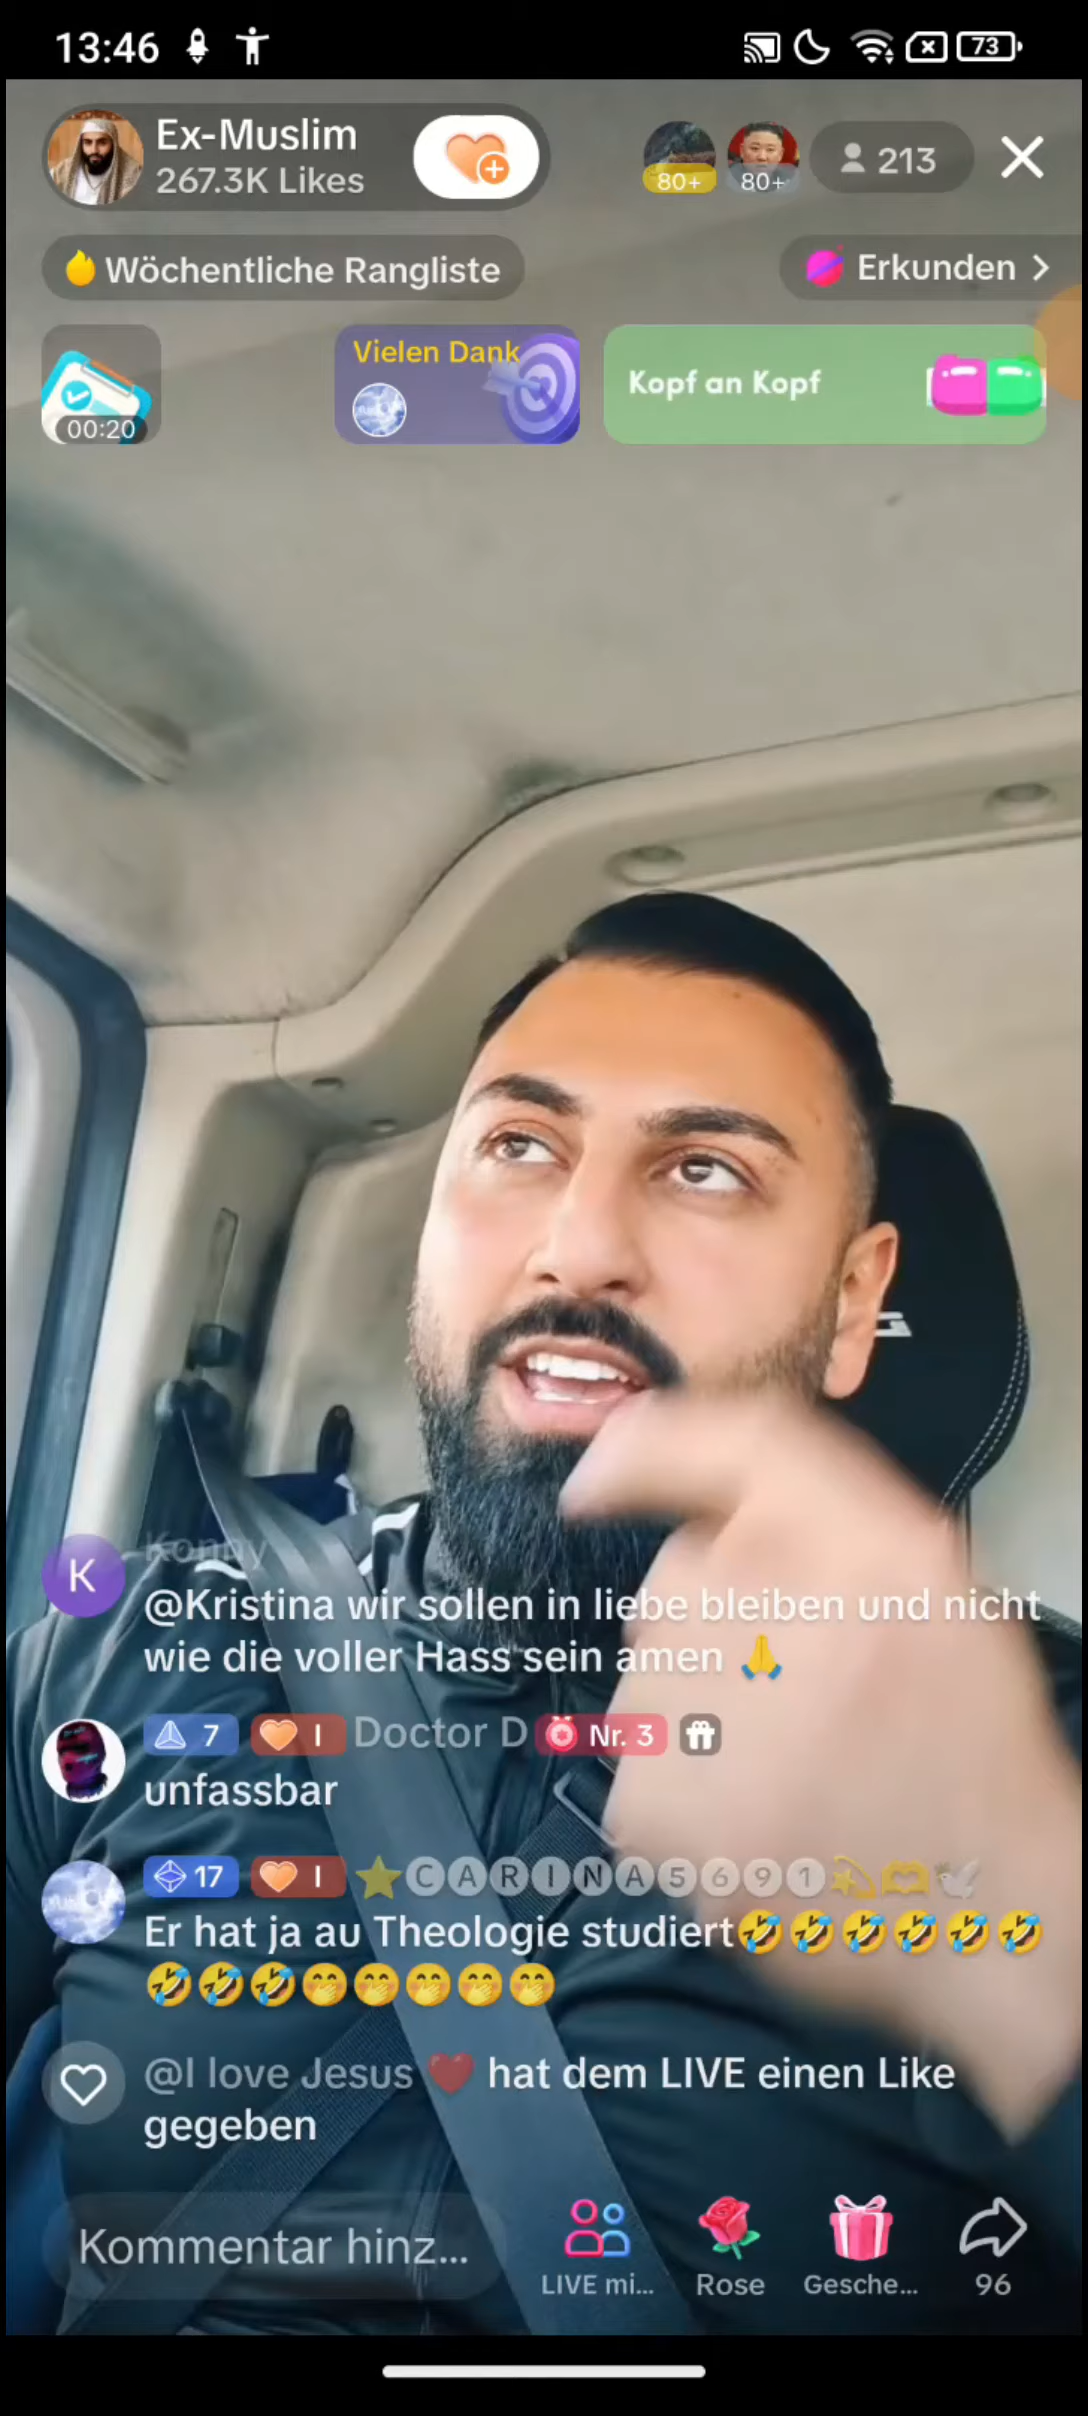 13:46
73
Ex-Muslim
267.3K Likes
80+
80+
213
Wöchentliche Rangliste
Erkunden >
00:20
Vielen Dank
Kopf an Kopf
K
Konny
@Kristina wir sollen in liebe bleiben und nicht
wie die voller Hass sein amen 🙏
7 I Doctor D Nr. 3
unfassbar
17 I ⭐ⒸⒶⓇⒾⓃⒶ⑤⑥⑨①💫🫶🕊
Er hat ja au Theologie studiert🤣🤣🤣🤣🤣🤣
🤣🤣🤣🤭🤭🤭🤭🤭
@I love Jesus ❤️ hat dem LIVE einen Like
gegeben
Kommentar hinz...
LIVE mi...
Rose
Gesche...
96